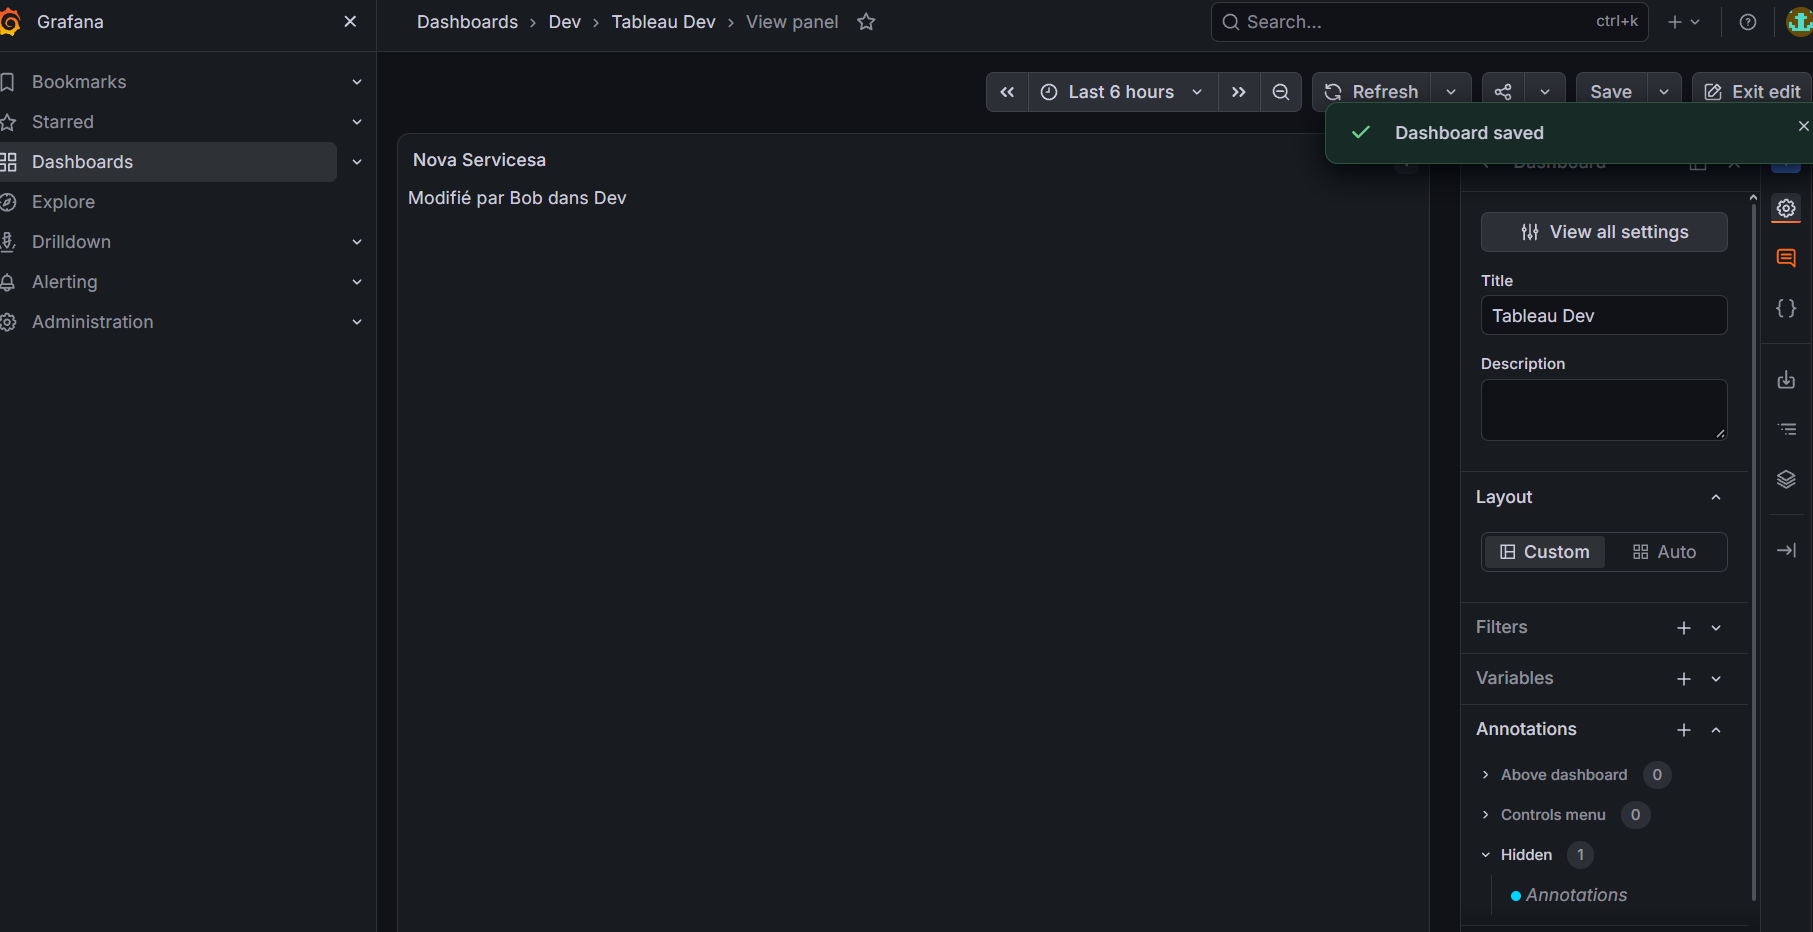 Grafana
Dashboards › Dev › Tableau Dev › View panel
Search...
ctrl+k
Bookmarks
Starred
Dashboards
Explore
Drilldown
Alerting
Administration
Last 6 hours
Refresh
Save
Exit edit
Dashboard saved
Nova Servicesa
Modifié par Bob dans Dev
Dashboard
View all settings
Title
Tableau Dev
Description
Layout
Custom
Auto
Filters
Variables
Annotations
Above dashboard 0
Controls menu 0
Hidden 1
Annotations